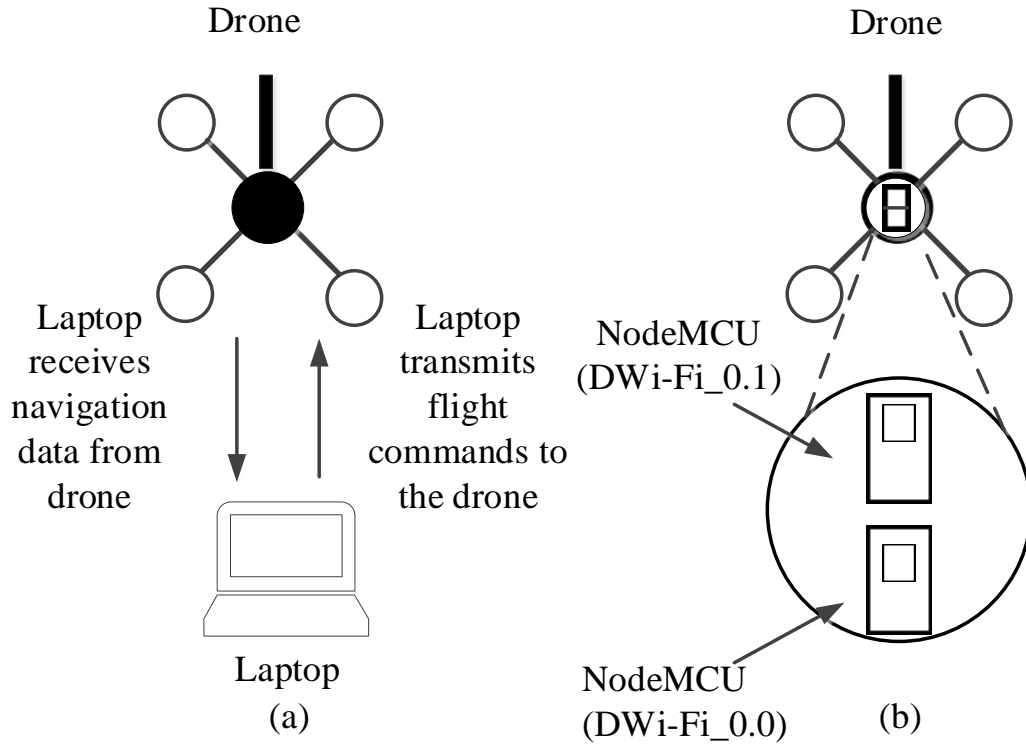 Drone
Laptop
receives
navigation
data from
drone
Laptop
transmits
flight
commands to
the drone
Laptop
(a)
Drone
NodeMCU
(DWi-Fi_0.1)
NodeMCU
(DWi-Fi_0.0)
(b)